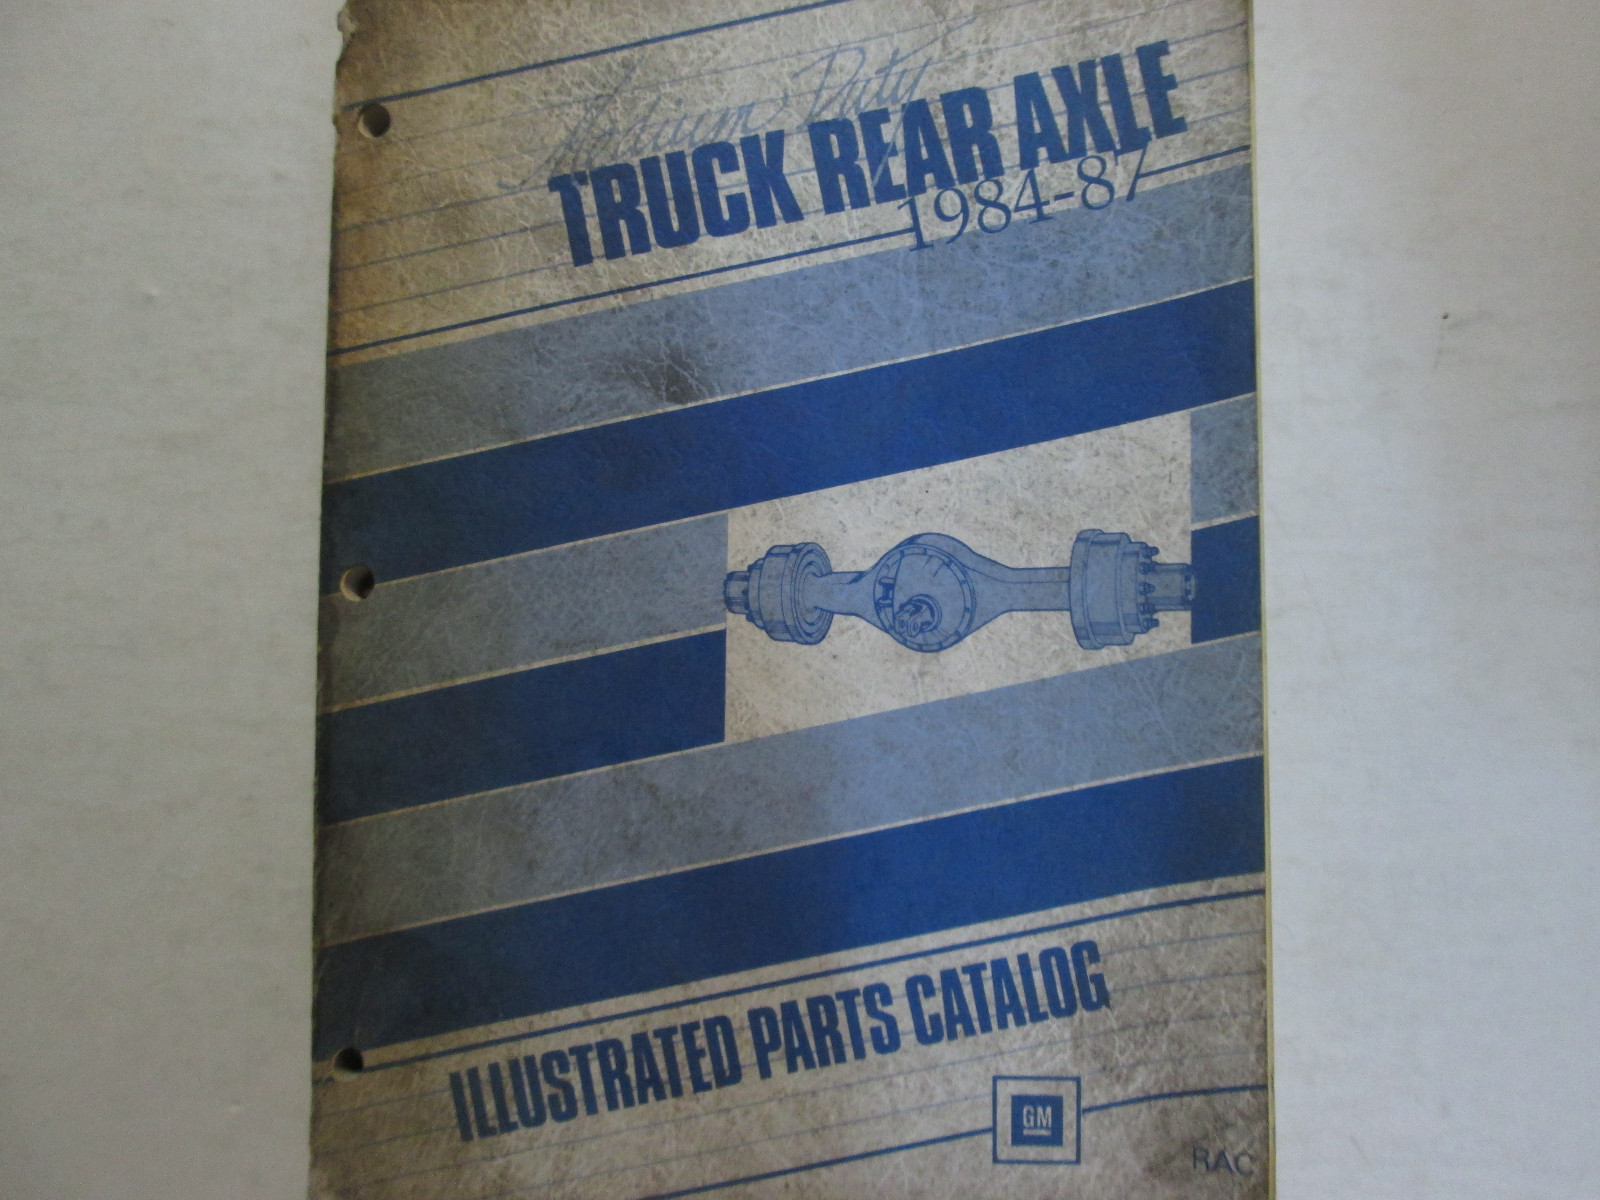 Medium Duty
TRUCK REAR AXLE
1984-87
ILLUSTRATED PARTS CATALOG
GM
RAC